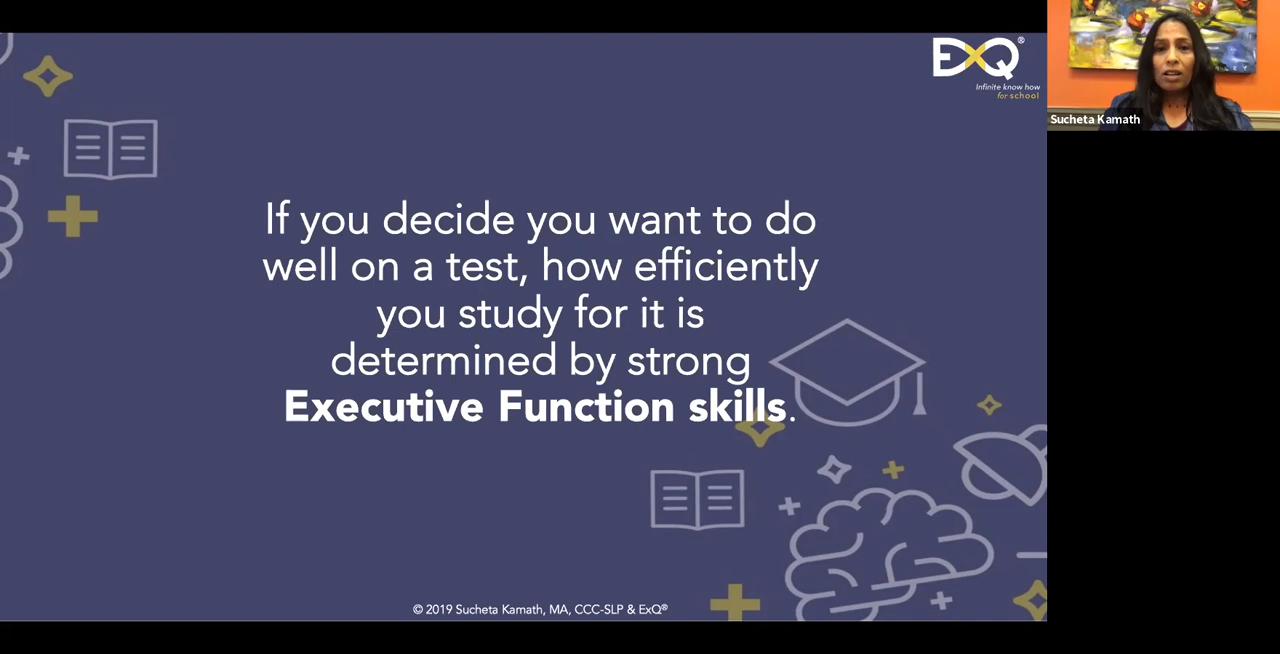 EXQ®
Infinite know how
for school
Sucheta Kamath
If you decide you want to do
well on a test, how efficiently
you study for it is
determined by strong
Executive Function skills.
© 2019 Sucheta Kamath, MA, CCC-SLP & ExQ®